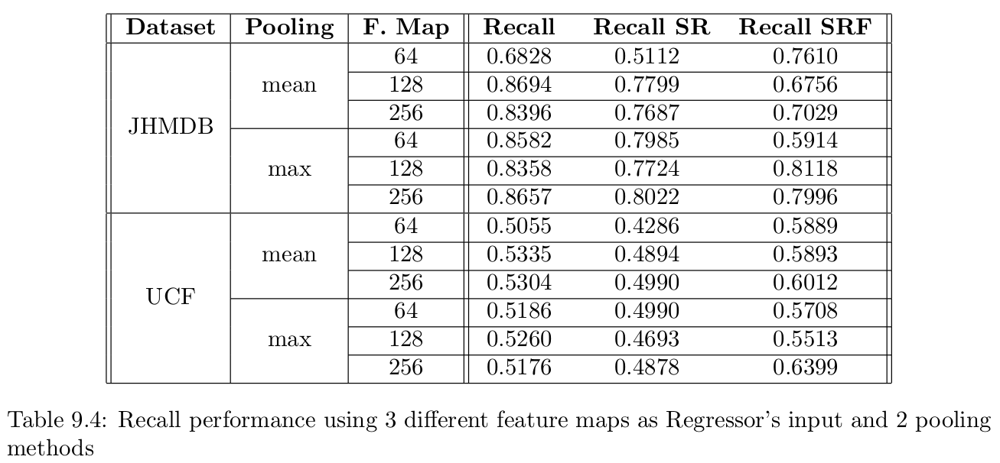 Dataset Pooling F. Map Recall Recall SR Recall SRF
JHMDB mean 64 0.6828 0.5112 0.7610
128 0.8694 0.7799 0.6756
256 0.8396 0.7687 0.7029
max 64 0.8582 0.7985 0.5914
128 0.8358 0.7724 0.8118
256 0.8657 0.8022 0.7996
UCF mean 64 0.5055 0.4286 0.5889
128 0.5335 0.4894 0.5893
256 0.5304 0.4990 0.6012
max 64 0.5186 0.4990 0.5708
128 0.5260 0.4693 0.5513
256 0.5176 0.4878 0.6399
Table 9.4: Recall performance using 3 different feature maps as Regressor's input and 2 pooling
methods